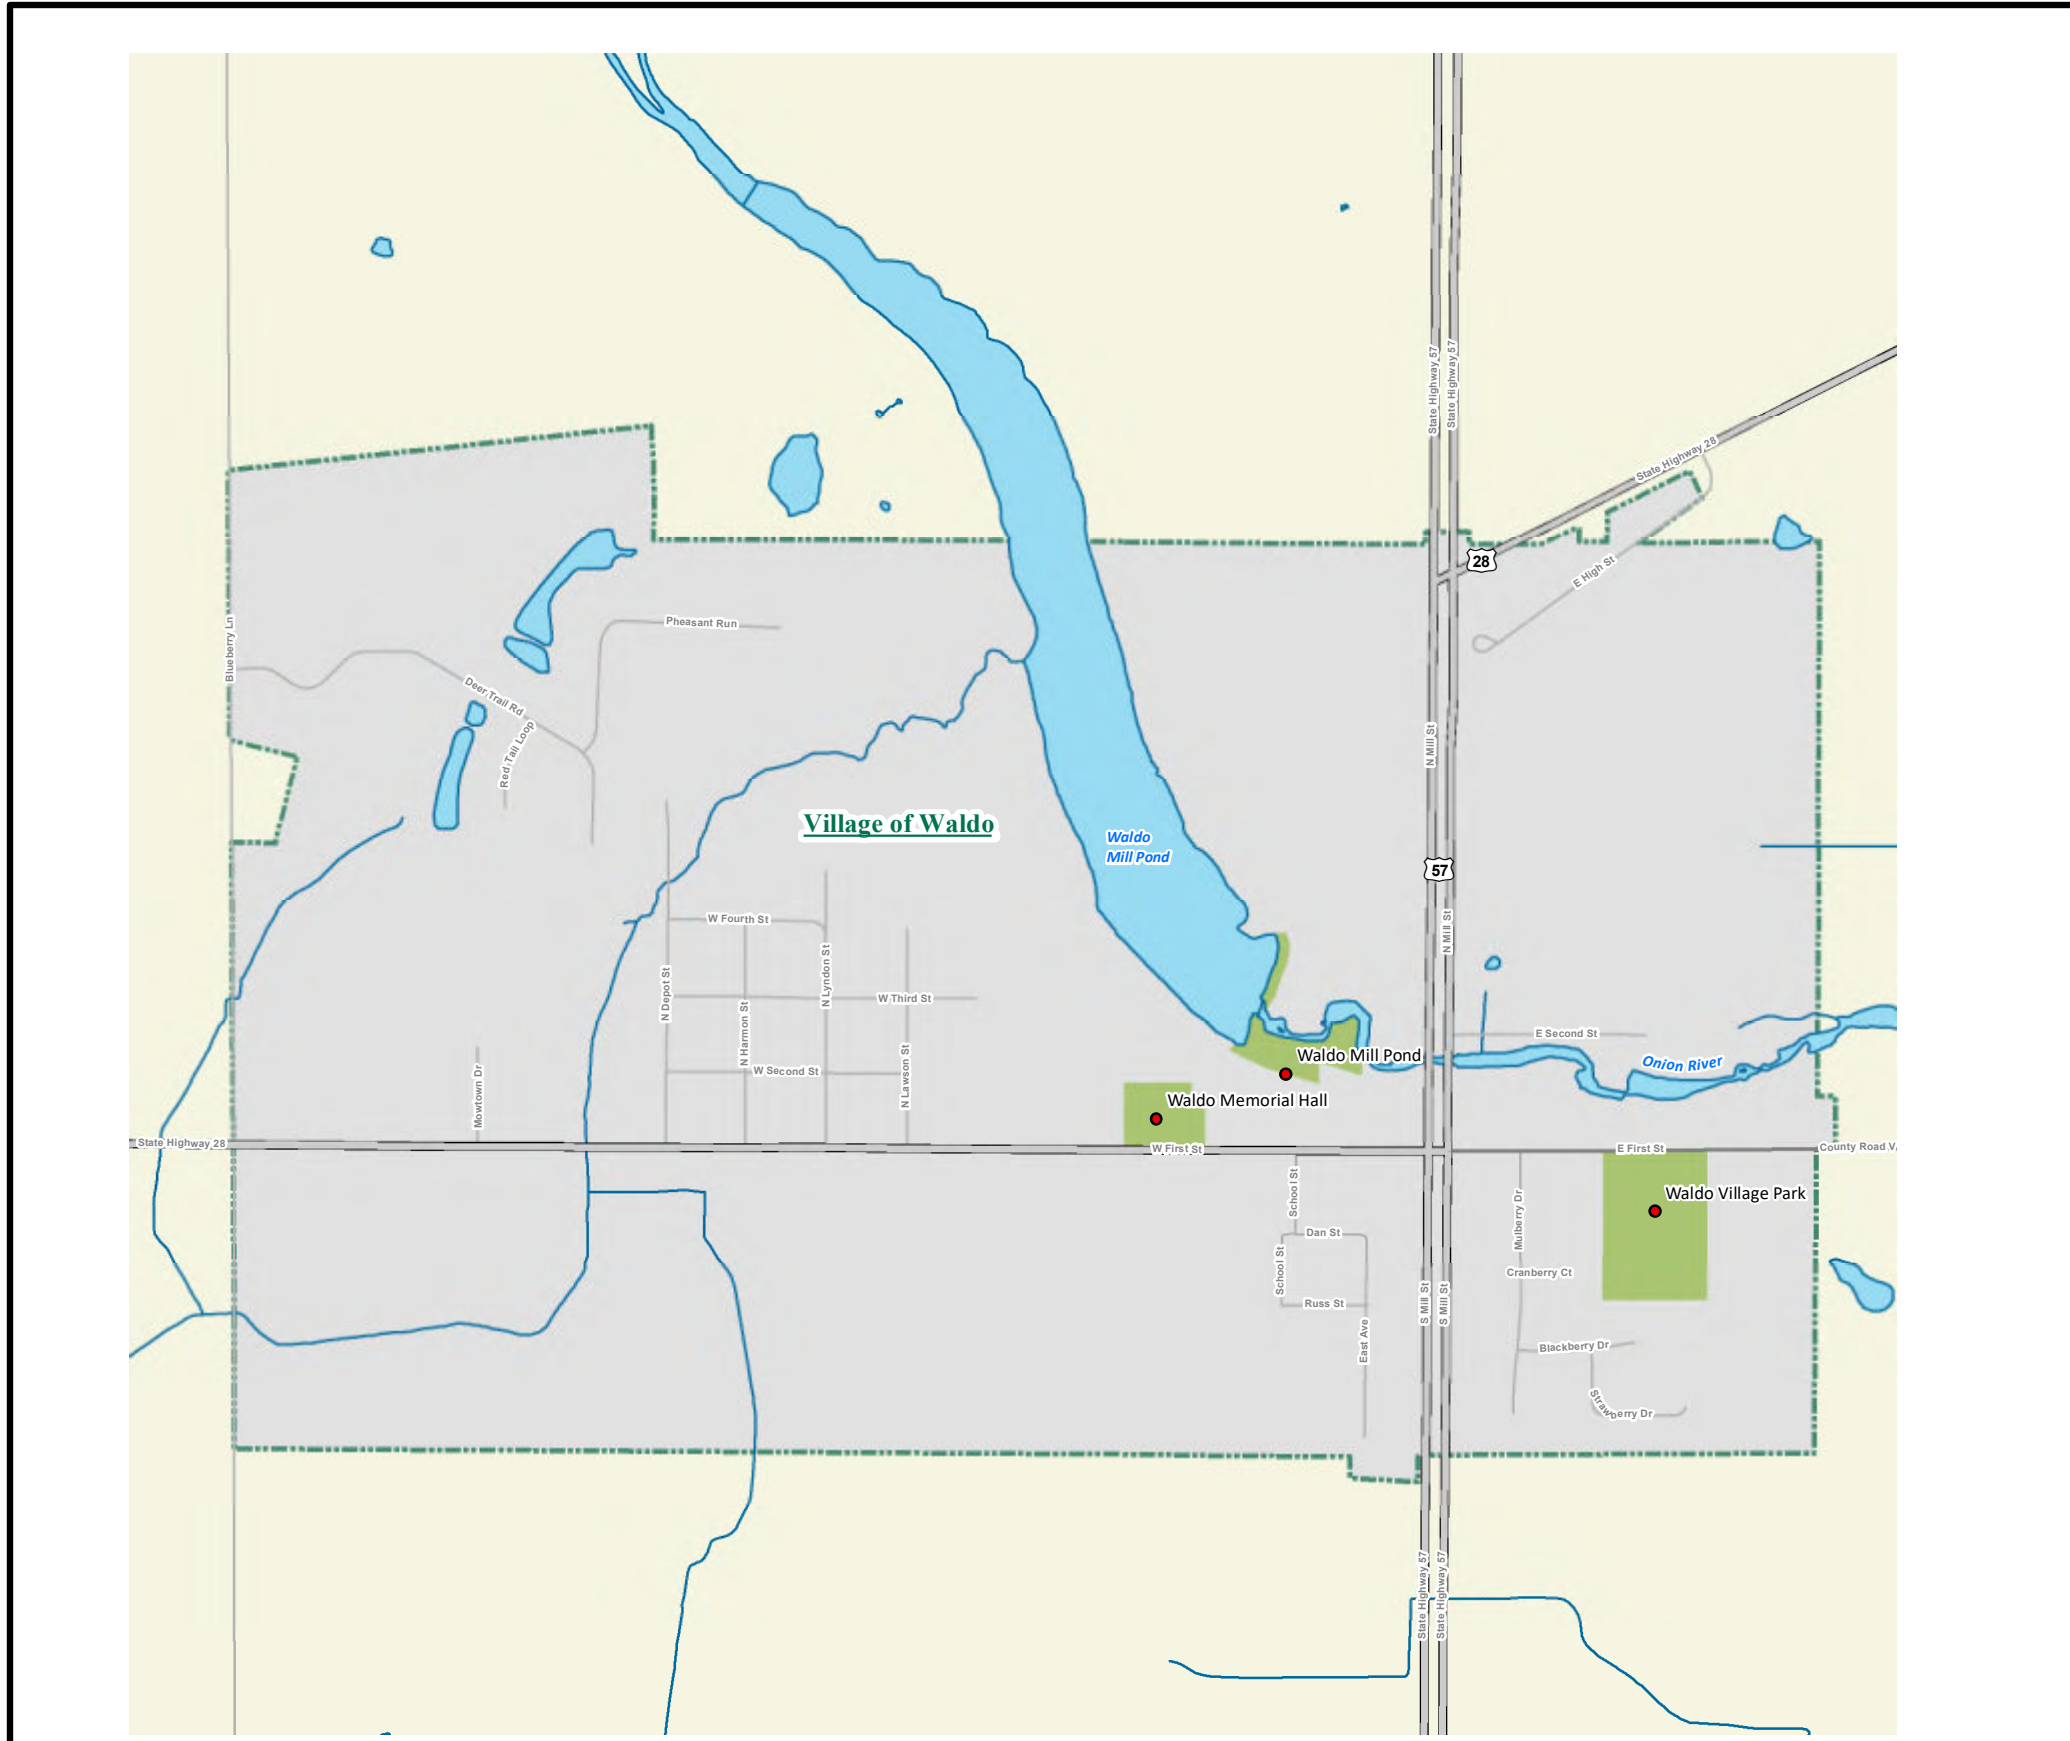 State Highway 57
State Highway 57
State Highway 28
28
E High St
Blueberry Ln
Pheasant Run
Deer Trail Rd
Red Tail Loop
N Mill St
Village of Waldo
Waldo
Mill Pond
57
W Fourth St
N Mill St
N Depot St
N Lyndon St
W Third St
N Harmon St
E Second St
W Second St
N Lawson St
Waldo Mill Pond
Onion River
Mowtown Dr
Waldo Memorial Hall
State Highway 28
W First St
E First St
County Road V
School St
Waldo Village Park
Mulberry Dr
Dan St
School St
Cranberry Ct
Russ St
S Mill St
S Mill St
East Ave
Blackberry Dr
Strawberry Dr
State Highway 57
State Highway 57